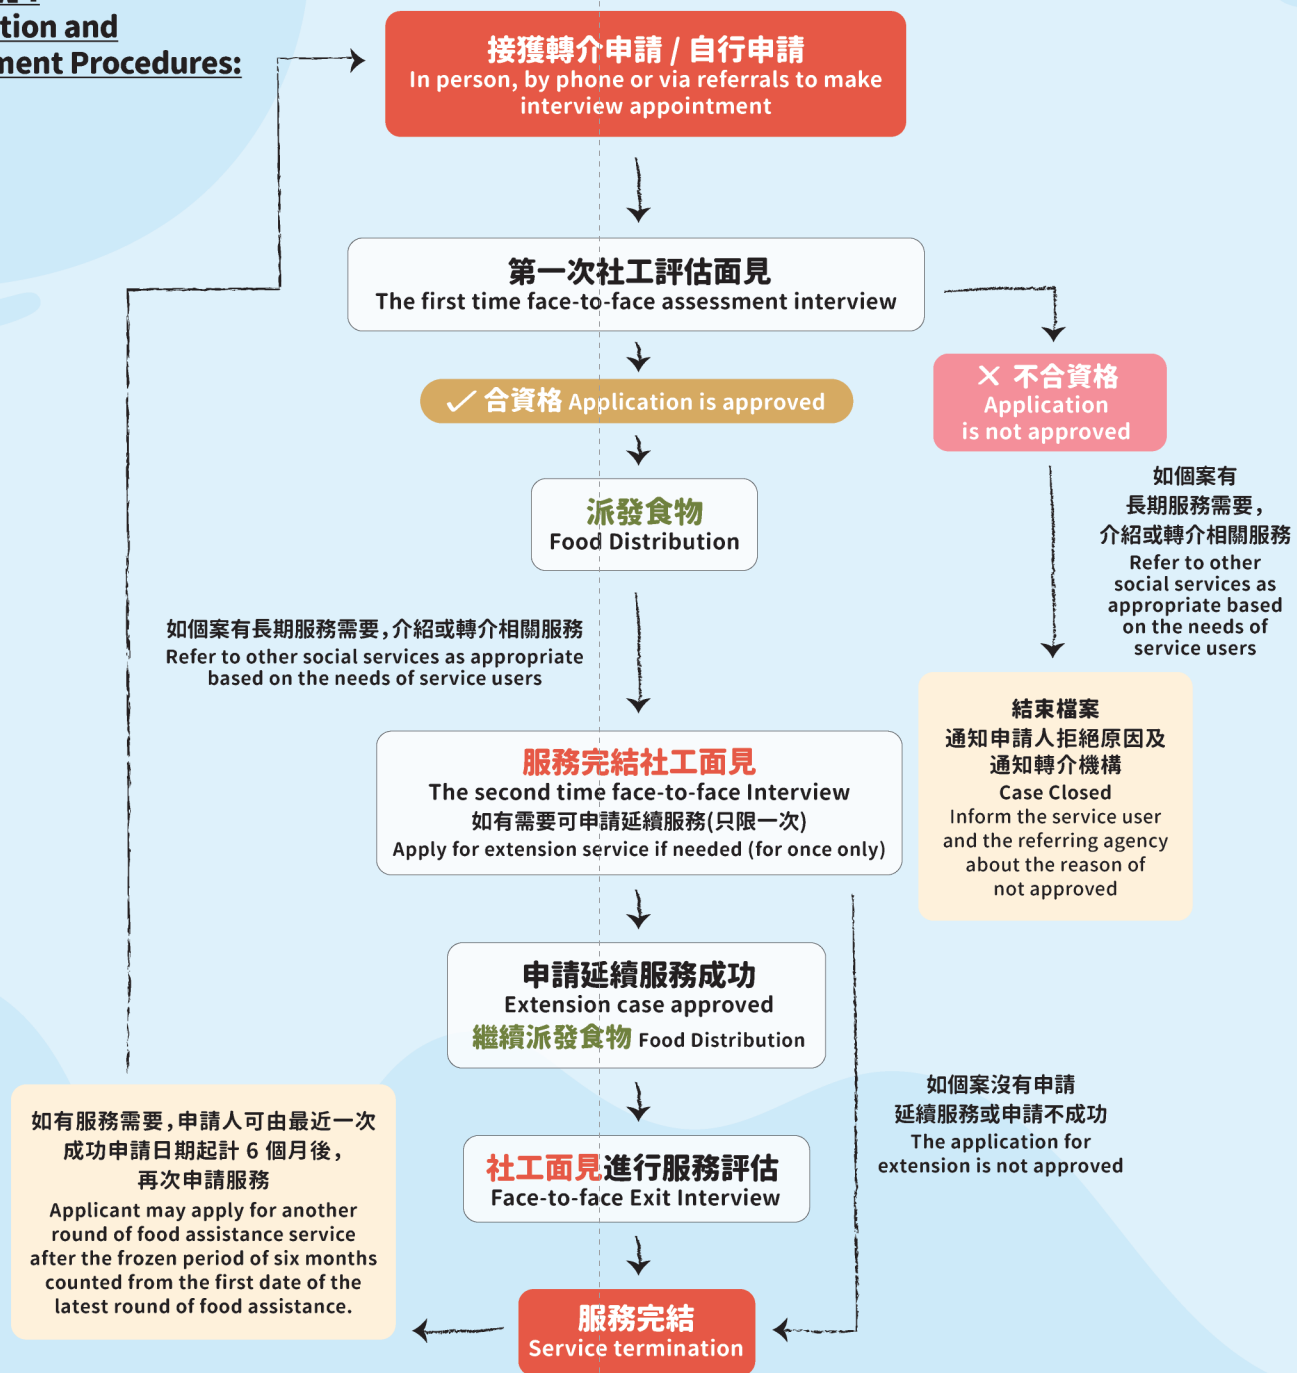 tion and
ment Procedures:
接獲轉介申請 / 自行申請
In person, by phone or via referrals to make
interview appointment
第一次社工評估面見
The first time face-to-face assessment interview
合資格 Application is approved
不合資格
Application
is not approved
派發食物
Food Distribution
如個案有
長期服務需要，
介紹或轉介相關服務
Refer to other
social services as
appropriate based
on the needs of
service users
如個案有長期服務需要，介紹或轉介相關服務
Refer to other social services as appropriate
based on the needs of service users
結束檔案
通知申請人拒絕原因及
通知轉介機構
Case Closed
Inform the service user
and the referring agency
about the reason of
not approved
服務完結社工面見
The second time face-to-face Interview
如有需要可申請延續服務(只限一次)
Apply for extension service if needed (for once only)
申請延續服務成功
Extension case approved
繼續派發食物 Food Distribution
如個案沒有申請
延續服務或申請不成功
The application for
extension is not approved
社工面見進行服務評估
Face-to-face Exit Interview
服務完結
Service termination
如有服務需要，申請人可由最近一次
成功申請日期起計 6 個月後，
再次申請服務
Applicant may apply for another
round of food assistance service
after the frozen period of six months
counted from the first date of the
latest round of food assistance.